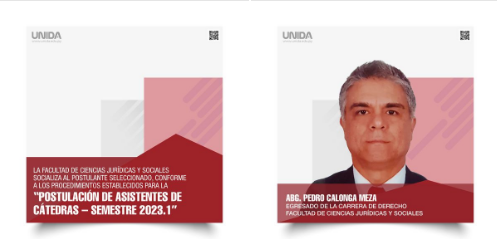 UNIDA
LA FACULTAD DE CIENCIAS JURÍDICAS Y SOCIALES
SOCIALIZA AL POSTULANTE SELECCIONADO, CONFORME
A LOS PROCEDIMIENTOS ESTABLECIDOS PARA LA
"POSTULACIÓN DE ASISTENTES DE
CÁTEDRAS – SEMESTRE 2023.1"
UNIDA
ABG. PEDRO CALONGA MEZA
EGRESADO DE LA CARRERA DE DERECHO
FACULTAD DE CIENCIAS JURÍDICAS Y SOCIALES